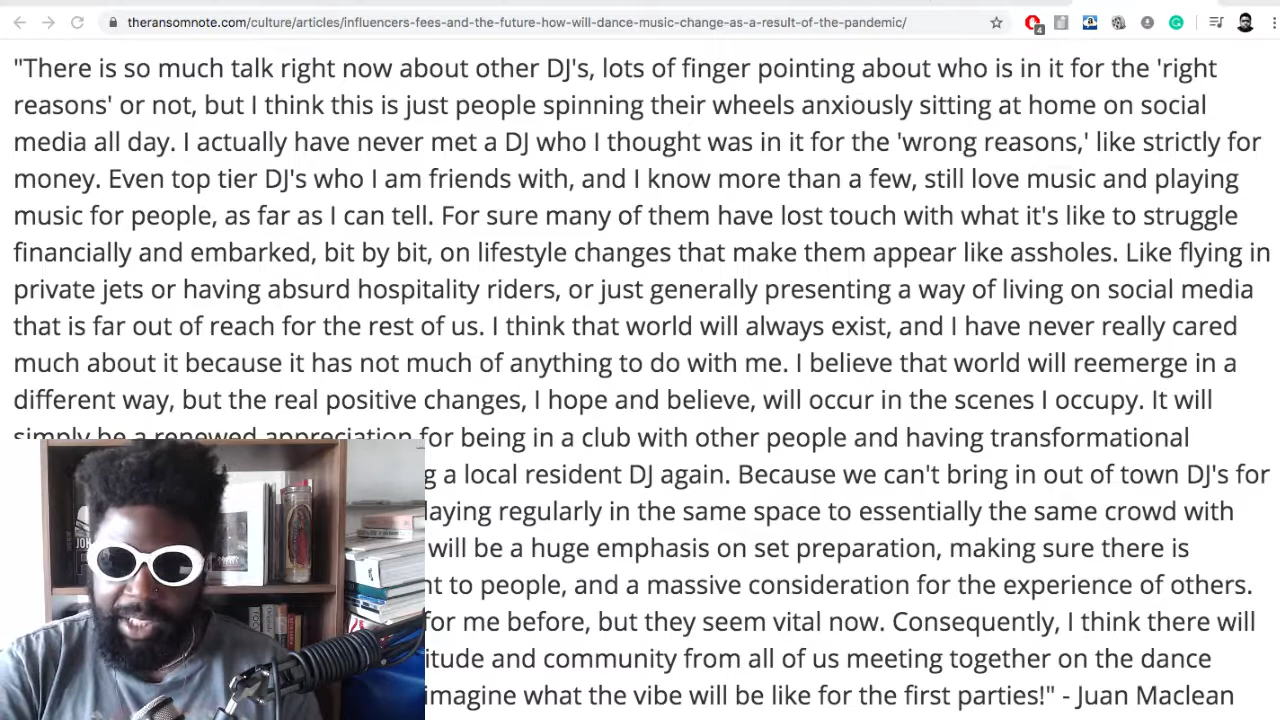 theransomnote.com/culture/articles/influencers-fees-and-the-future-how-will-dance-music-change-as-a-result-of-the-pandemic/
4
"There is so much talk right now about other DJ's, lots of finger pointing about who is in it for the 'right
reasons' or not, but I think this is just people spinning their wheels anxiously sitting at home on social
media all day. I actually have never met a DJ who I thought was in it for the 'wrong reasons,' like strictly for
money. Even top tier DJ's who I am friends with, and I know more than a few, still love music and playing
music for people, as far as I can tell. For sure many of them have lost touch with what it's like to struggle
financially and embarked, bit by bit, on lifestyle changes that make them appear like assholes. Like flying in
private jets or having absurd hospitality riders, or just generally presenting a way of living on social media
that is far out of reach for the rest of us. I think that world will always exist, and I have never really cared
much about it because it has not much of anything to do with me. I believe that world will reemerge in a
different way, but the real positive changes, I hope and believe, will occur in the scenes I occupy. It will
simply be a renewed appreciation for being in a club with other people and having transformational
g a local resident DJ again. Because we can't bring in out of town DJ's for
laying regularly in the same space to essentially the same crowd with
will be a huge emphasis on set preparation, making sure there is
nt to people, and a massive consideration for the experience of others.
for me before, but they seem vital now. Consequently, I think there will
itude and community from all of us meeting together on the dance
imagine what the vibe will be like for the first parties!" - Juan Maclean